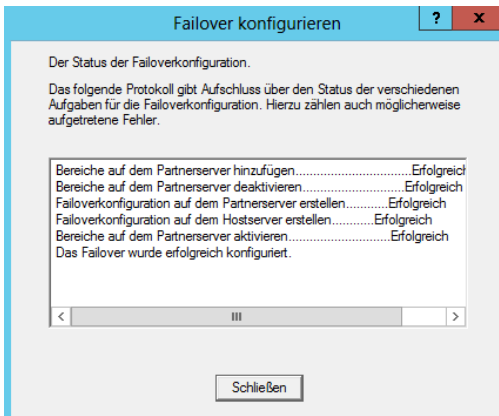 Failover konfigurieren
? x
Der Status der Failoverkonfiguration.
Das folgende Protokoll gibt Aufschluss über den Status der verschiedenen
Aufgaben für die Failoverkonfiguration. Hierzu zählen auch möglicherweise
aufgetretene Fehler.
Bereiche auf dem Partnerserver hinzufügen............................Erfolgreich
Bereiche auf dem Partnerserver deaktivieren.........................Erfolgreich
Failoverkonfiguration auf dem Partnerserver erstellen...........Erfolgreich
Failoverkonfiguration auf dem Hostserver erstellen...........Erfolgreich
Bereiche auf dem Partnerserver aktivieren.........................Erfolgreich
Das Failover wurde erfolgreich konfiguriert.
Schließen